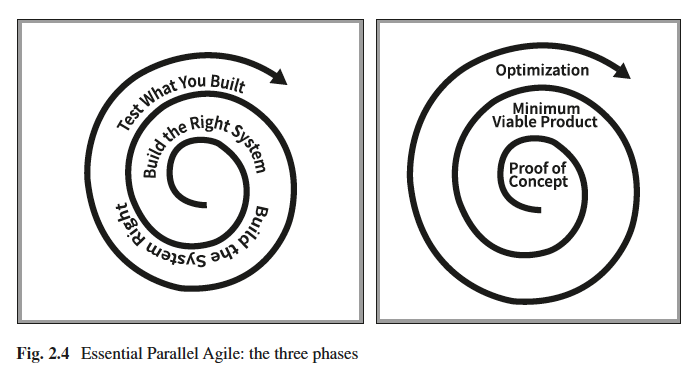 Test What You Built
Build the Right System
Build the System Right
Optimization
Minimum
Viable Product
Proof of
Concept
Fig. 2.4 Essential Parallel Agile: the three phases